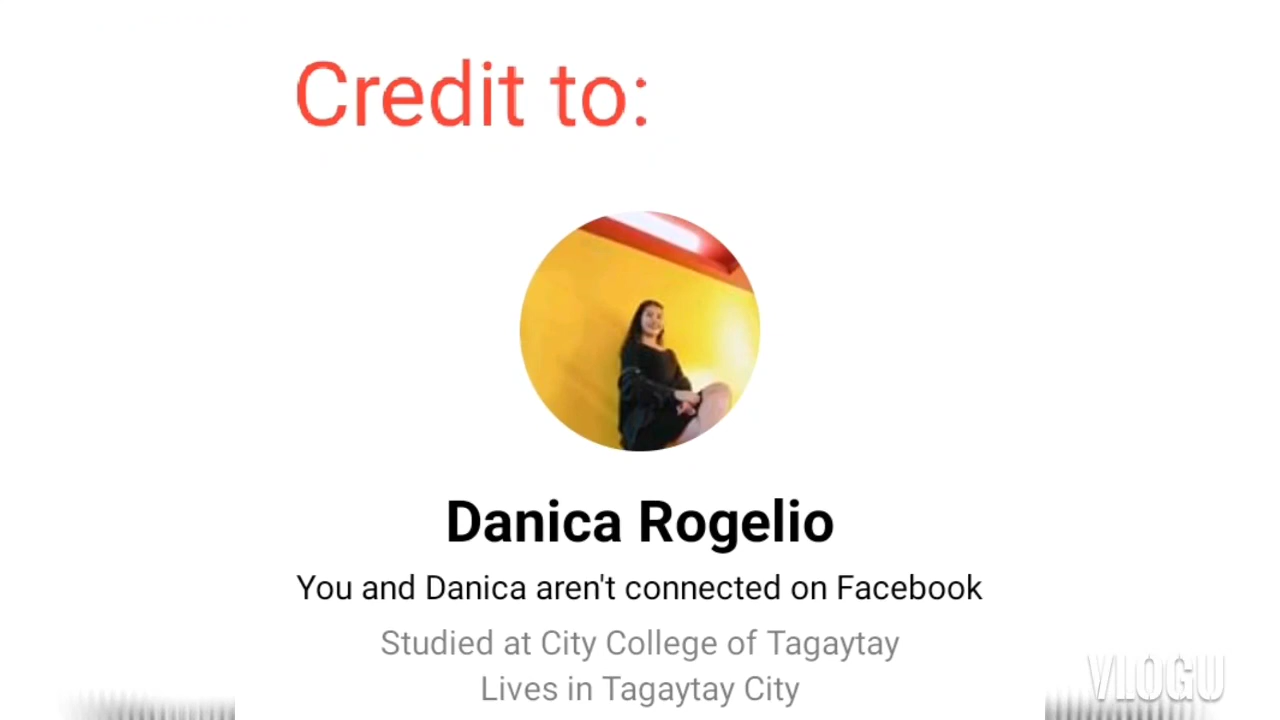 Credit to:
Danica Rogelio
You and Danica aren't connected on Facebook
Studied at City College of Tagaytay
Lives in Tagaytay City
VLOGU